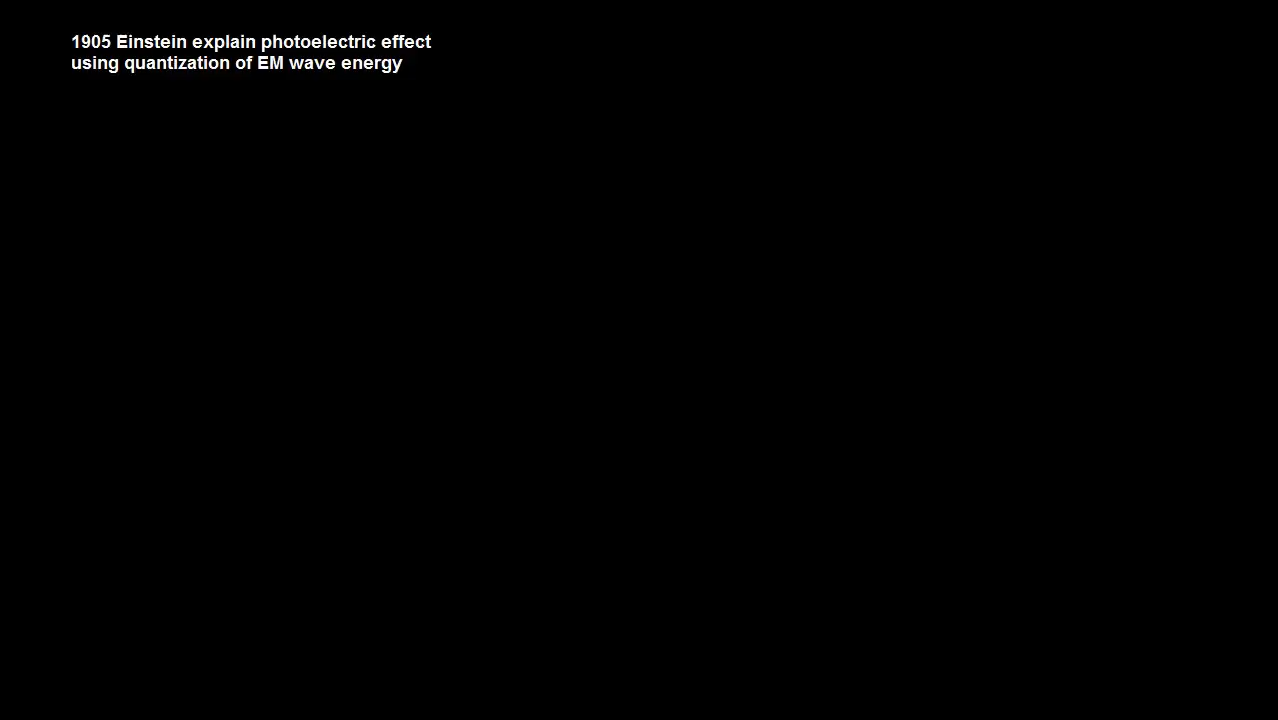 1905 Einstein explain photoelectric effect
using quantization of EM wave energy